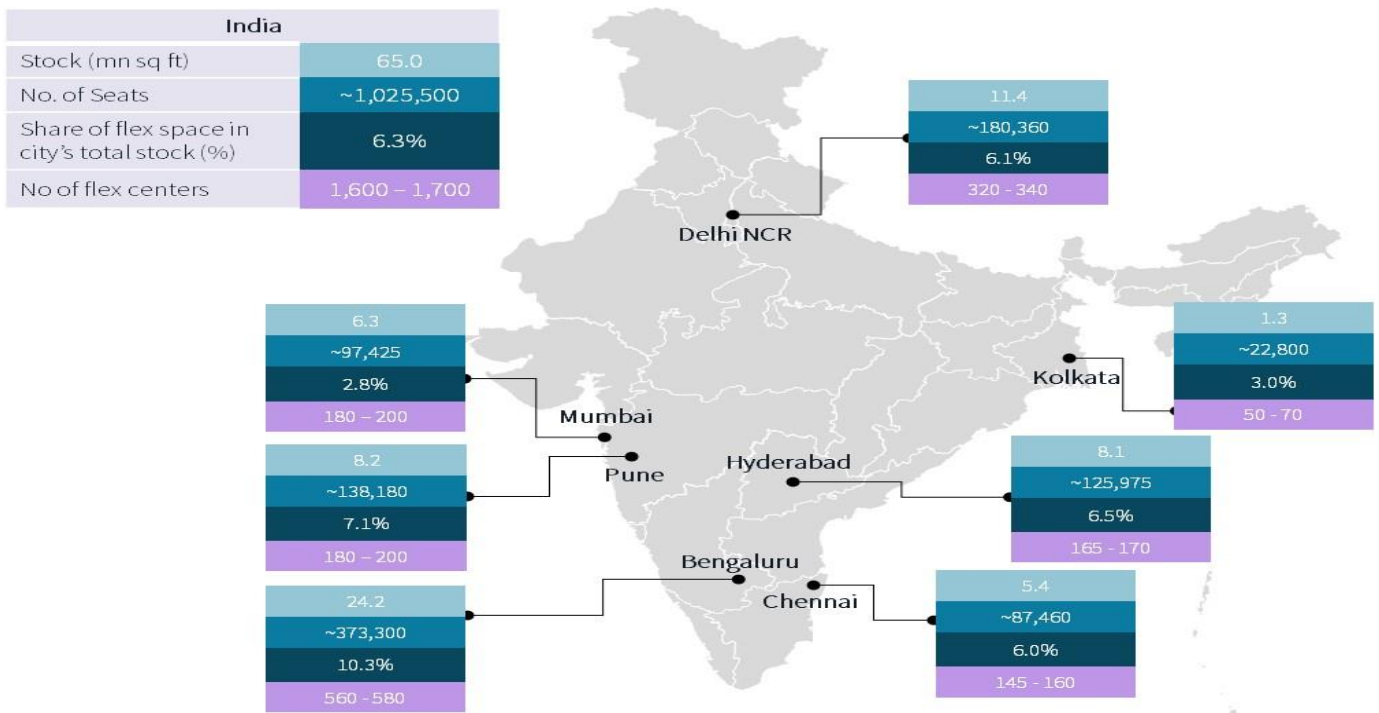 India
Stock (mn sq ft) 65.0
No. of Seats ~1,025,500
Share of flex space in
city's total stock (%) 6.3%
No of flex centers 1,600 – 1,700
11.4
~180,360
6.1%
320 - 340
Delhi NCR
6.3
~97,425
2.8%
180 – 200
Mumbai
1.3
~22,800
3.0%
50 - 70
Kolkata
8.2
~138,180
7.1%
180 – 200
Pune
Hyderabad
8.1
~125,975
6.5%
165 - 170
Bengaluru
24.2
~373,300
10.3%
560 - 580
Chennai
5.4
~87,460
6.0%
145 - 160